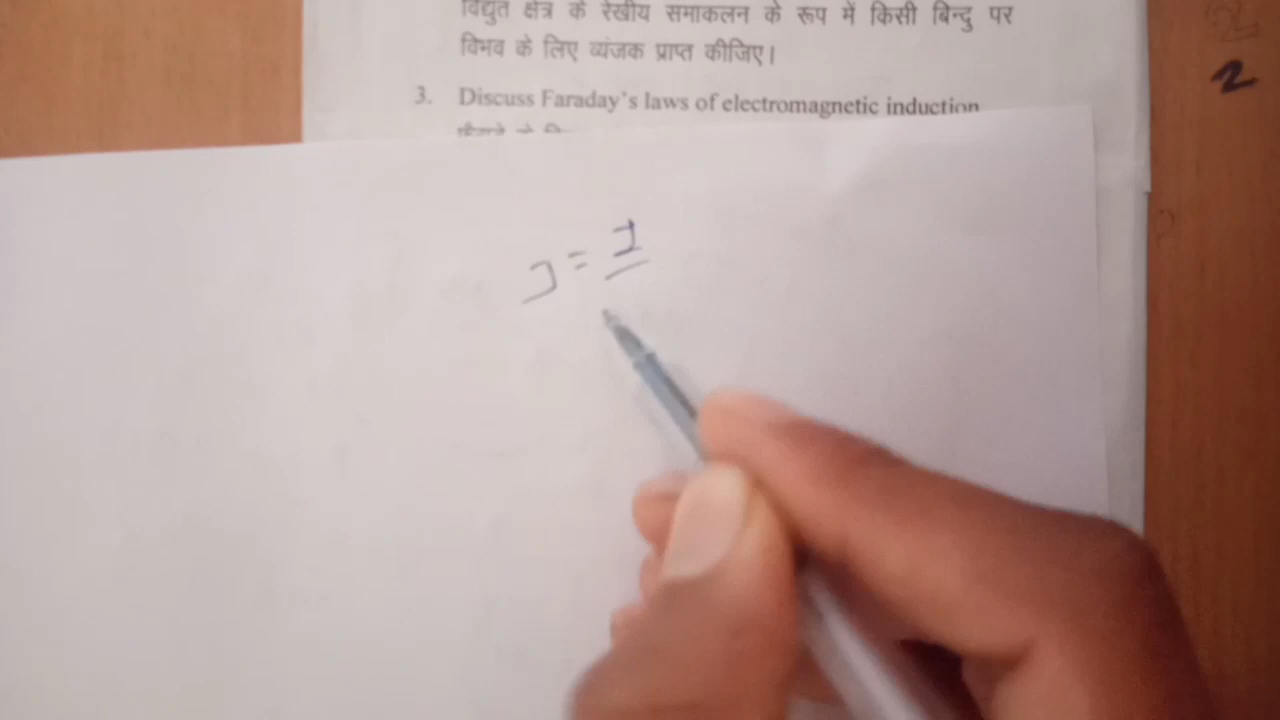 विद्युत क्षेत्र के रेखीय समाकलन के रूप में किसी बिन्दु पर
विभव के लिए व्यंजक प्राप्त कीजिए।
3. Discuss Faraday's laws of electromagnetic induction
J = I
2